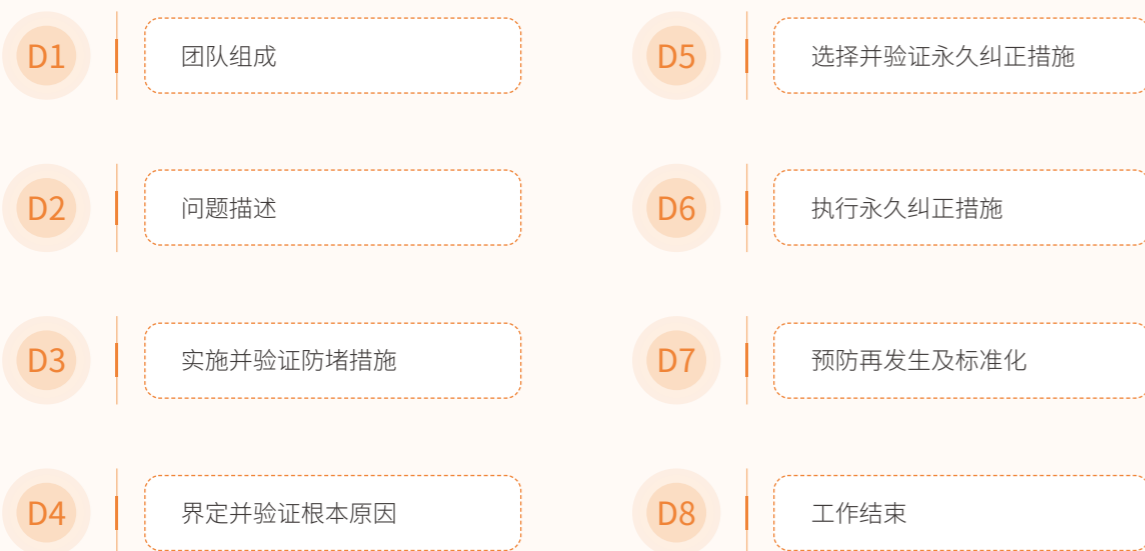 D1 团队组成
D2 问题描述
D3 实施并验证防堵措施
D4 界定并验证根本原因
D5 选择并验证永久纠正措施
D6 执行永久纠正措施
D7 预防再发生及标准化
D8 工作结束